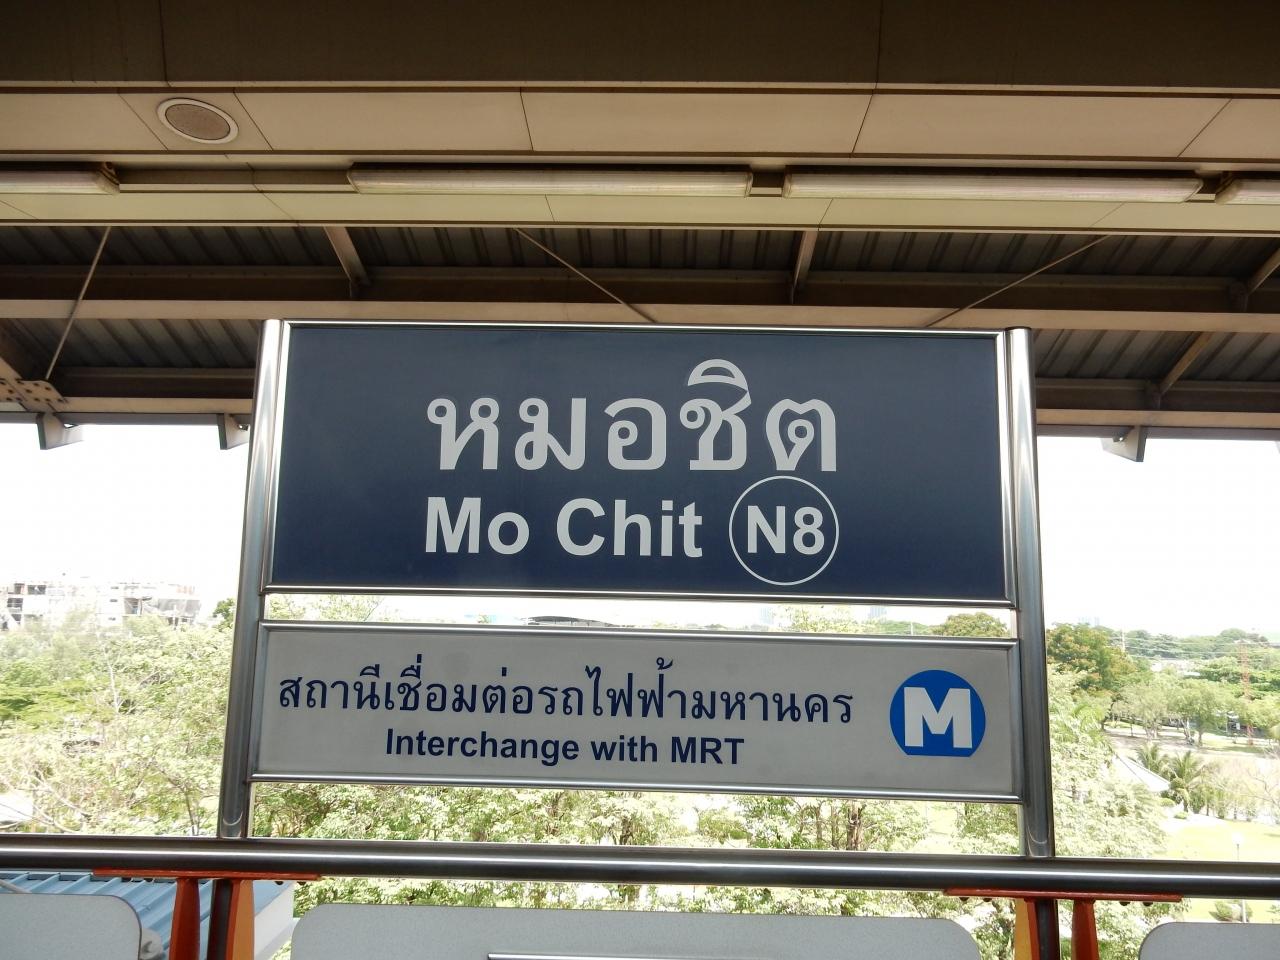 หมอชิต
Mo Chit N8
สถานีเชื่อมต่อรถไฟฟ้ามหานคร
Interchange with MRT
M